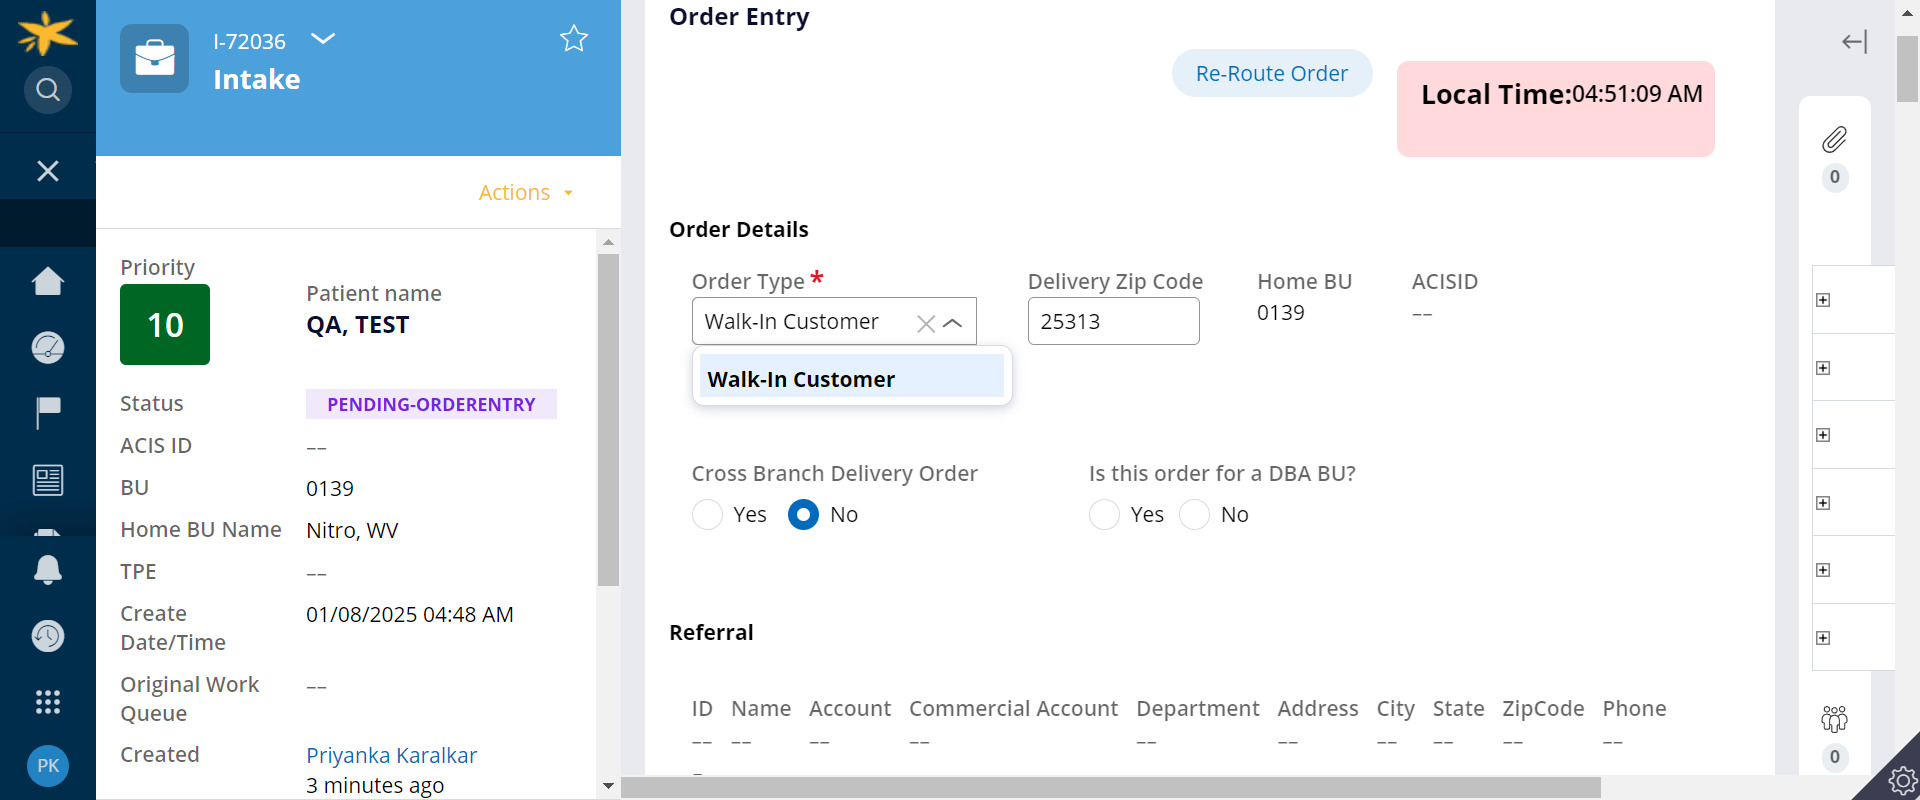 I-72036
Intake
Actions
Priority
10
Patient name
QA, TEST
Status PENDING-ORDERENTRY
ACIS ID --
BU 0139
Home BU Name Nitro, WV
TPE --
Create Date/Time 01/08/2025 04:48 AM
Original Work Queue --
Created Priyanka Karalkar
3 minutes ago
PK
Order Entry
Re-Route Order
Local Time:04:51:09 AM
Order Details
Order Type * Delivery Zip Code Home BU ACISID
Walk-In Customer 25313 0139 --
Walk-In Customer
Cross Branch Delivery Order Is this order for a DBA BU?
Yes No Yes No
Referral
ID Name Account Commercial Account Department Address City State ZipCode Phone
-- -- -- -- -- -- -- -- -- --
0
0